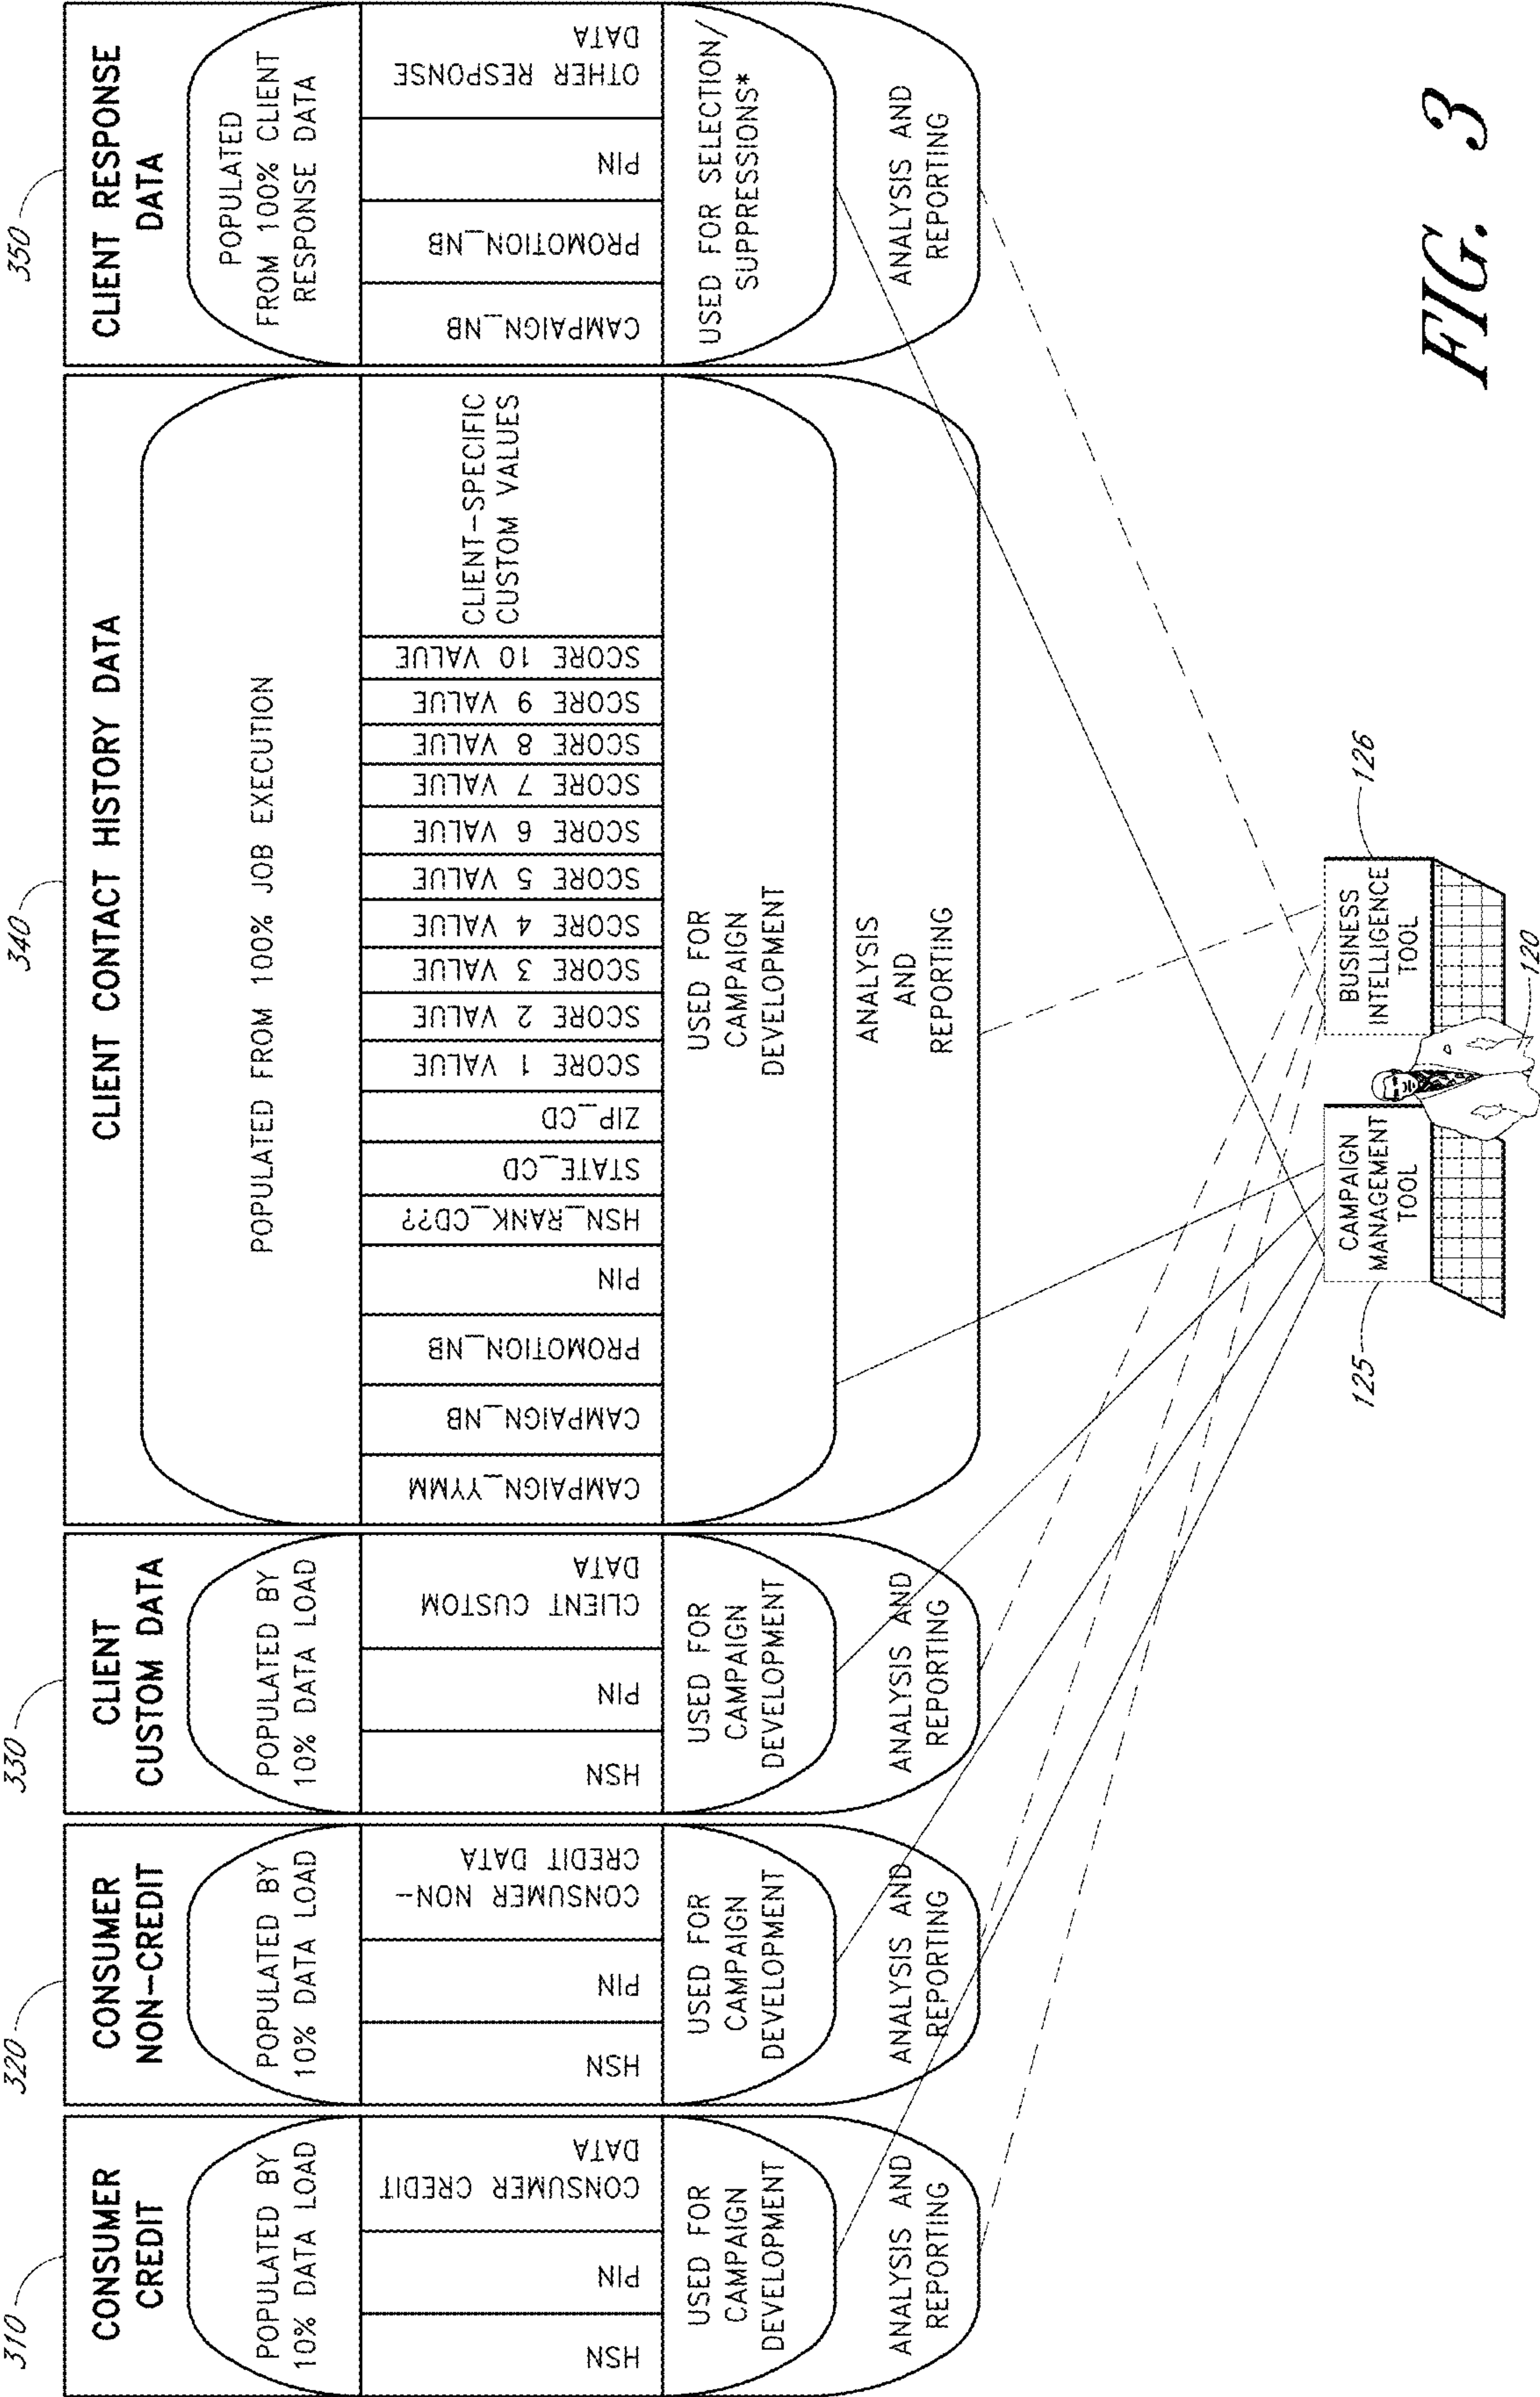 310
CONSUMER
CREDIT
POPULATED BY
10% DATA LOAD
HSN
PIN
CONSUMER CREDIT
DATA
USED FOR
CAMPAIGN
DEVELOPMENT
ANALYSIS AND
REPORTING
320
CONSUMER
NON-CREDIT
POPULATED BY
10% DATA LOAD
HSN
PIN
CONSUMER NON-
CREDIT DATA
USED FOR
CAMPAIGN
DEVELOPMENT
ANALYSIS AND
REPORTING
330
CLIENT
CUSTOM DATA
POPULATED BY
10% DATA LOAD
HSN
PIN
CLIENT CUSTOM
DATA
USED FOR
CAMPAIGN
DEVELOPMENT
ANALYSIS AND
REPORTING
340
CLIENT CONTACT HISTORY DATA
POPULATED FROM 100% JOB EXECUTION
CAMPAIGN_YYMM
CAMPAIGN_NB
PROMOTION_NB
PIN
HSN_RANK_CD??
STATE_CD
ZIP_CD
SCORE 1 VALUE
SCORE 2 VALUE
SCORE 3 VALUE
SCORE 4 VALUE
SCORE 5 VALUE
SCORE 6 VALUE
SCORE 7 VALUE
SCORE 8 VALUE
SCORE 9 VALUE
SCORE 10 VALUE
CLIENT-SPECIFIC
CUSTOM VALUES
USED FOR
CAMPAIGN
DEVELOPMENT
ANALYSIS
AND
REPORTING
350
CLIENT RESPONSE
DATA
POPULATED
FROM 100% CLIENT
RESPONSE DATA
CAMPAIGN_NB
PROMOTION_NB
PIN
OTHER RESPONSE
DATA
USED FOR SELECTION/
SUPPRESSIONS*
ANALYSIS AND
REPORTING
125
CAMPAIGN
MANAGEMENT
TOOL
126
BUSINESS
INTELLIGENCE
TOOL
120
FIG. 3